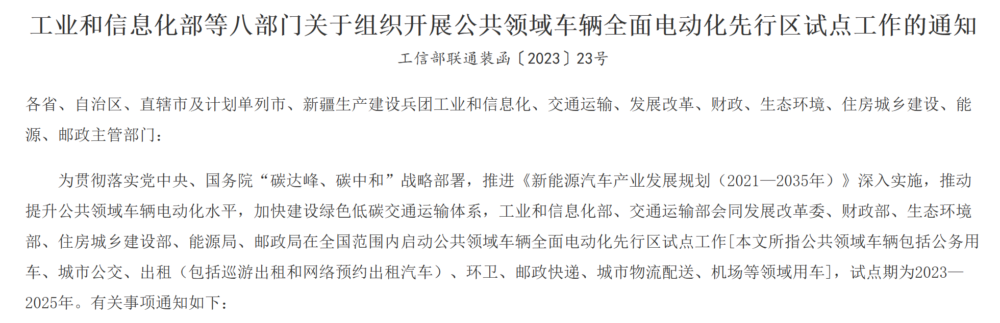 工业和信息化部等八部门关于组织开展公共领域车辆全面电动化先行区试点工作的通知
工信部联通装函〔2023〕23号
各省、自治区、直辖市及计划单列市、新疆生产建设兵团工业和信息化、交通运输、发展改革、财政、生态环境、住房城乡建设、能
源、邮政主管部门：
为贯彻落实党中央、国务院“碳达峰、碳中和”战略部署，推进《新能源汽车产业发展规划（2021—2035年）》深入实施，推动
提升公共领域车辆电动化水平，加快建设绿色低碳交通运输体系，工业和信息化部、交通运输部会同发展改革委、财政部、生态环境
部、住房城乡建设部、能源局、邮政局在全国范围内启动公共领域车辆全面电动化先行区试点工作[本文所指公共领域车辆包括公务用
车、城市公交、出租（包括巡游出租和网络预约出租汽车）、环卫、邮政快递、城市物流配送、机场等领域用车]，试点期为2023—
2025年。有关事项通知如下：